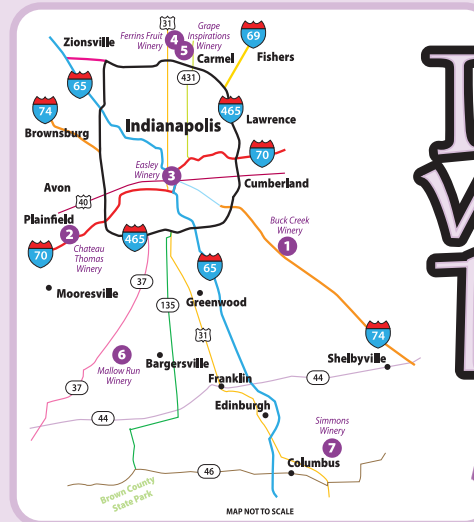 31
Ferrins Fruit
Winery
4
5
Grape
Inspirations
Winery
69
Zionsville
Carmel
Fishers
65
431
74
465
Indianapolis
Lawrence
Brownsburg
70
Easley
Winery
3
Avon
Cumberland
40
Plainfield
2
Chateau
Thomas
Winery
465
Buck Creek
Winery
1
70
65
37
Mooresville
135
Greenwood
31
74
6
Mallow Run
Winery
Bargersville
Shelbyville
37
Franklin
44
44
Edinburgh
Simmons
Winery
7
46
Columbus
Brown County
State Park
MAP NOT TO SCALE